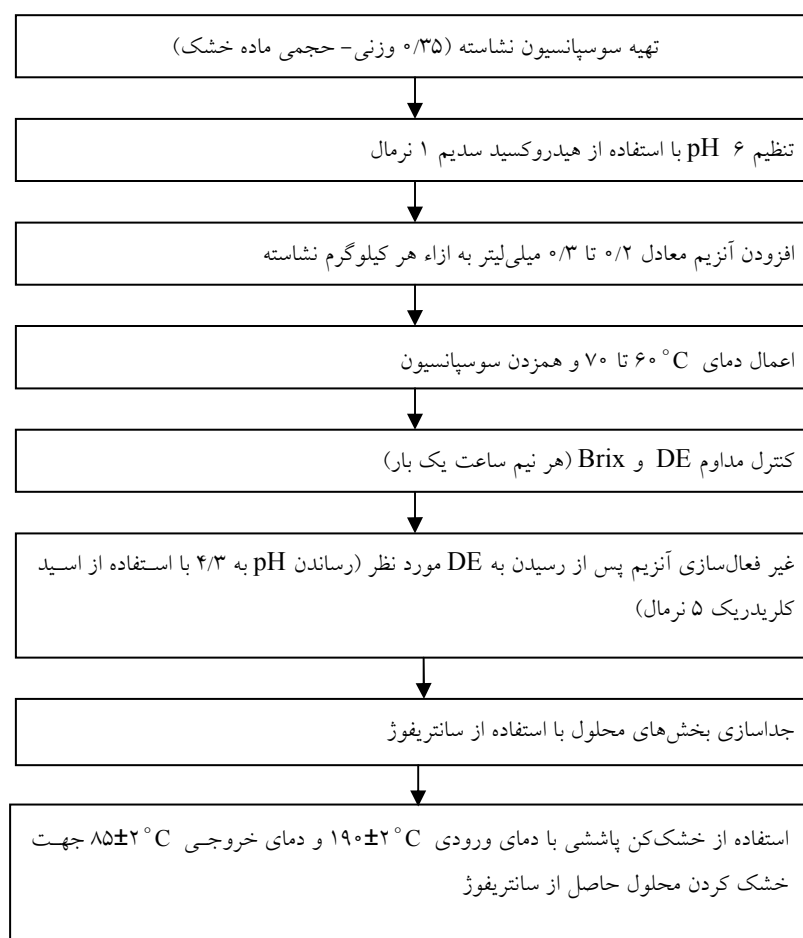 تهیه سوسپانسیون نشاسته (۰/۳۵ وزنی- حجمی ماده خشک)
تنظیم pH ۶ با استفاده از هیدروکسید سدیم ۱ نرمال
افزودن آنزیم معادل ۰/۲ تا ۰/۳ میلی‌لیتر به ازاء هر کیلوگرم نشاسته
اعمال دمای ۶۰°C تا ۷۰ و همزدن سوسپانسیون
کنترل مداوم DE و Brix (هر نیم ساعت یک بار)
غیر فعال‌سازی آنزیم پس از رسیدن به DE مورد نظر (رساندن pH به ۴/۳ با استفاده از اسید
کلریدریک ۵ نرمال)
جداسازی بخش‌های محلول با استفاده از سانتریفوژ
استفاده از خشک‌کن پاششی با دمای ورودی ۱۹۰±۲°C و دمای خروجی ۸۵±۲°C جهت
خشک کردن محلول حاصل از سانتریفوژ